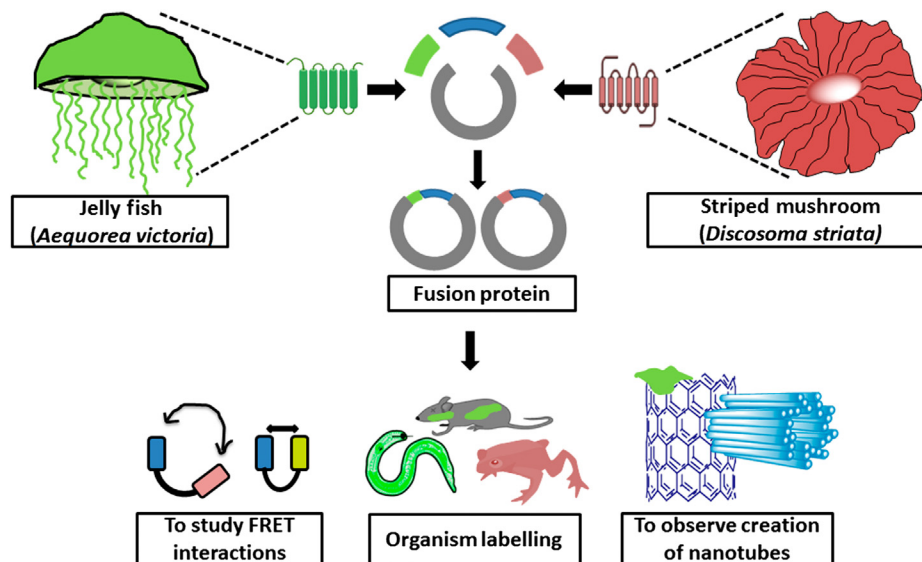 Jelly fish
(Aequorea victoria)
Striped mushroom
(Discosoma striata)
Fusion protein
To study FRET
interactions
Organism labelling
To observe creation
of nanotubes